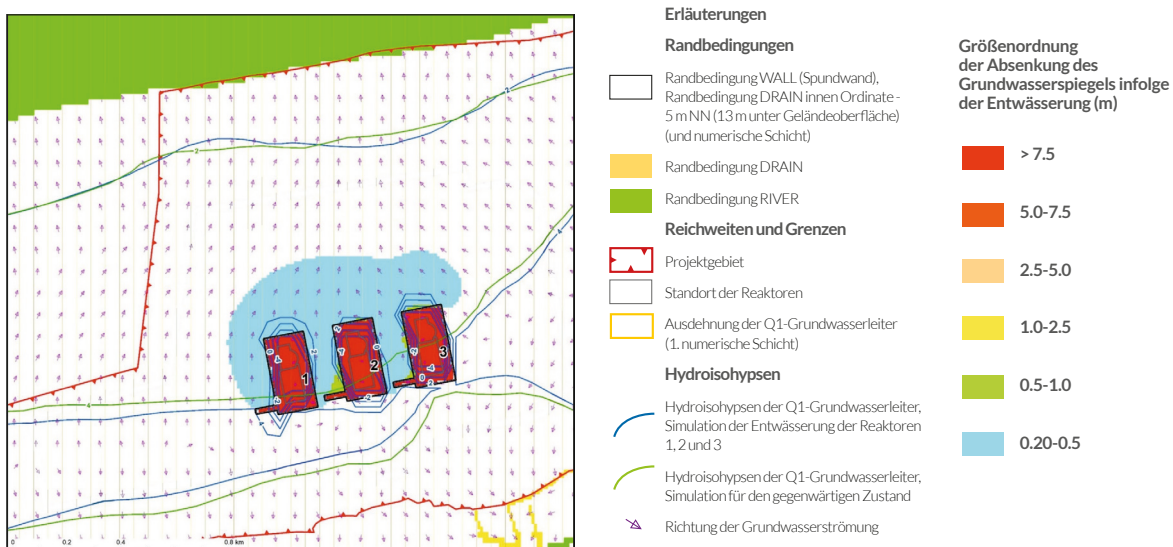 Erläuterungen
Randbedingungen
Randbedingung WALL (Spundwand),
Randbedingung DRAIN innen Ordinate -
5 m NN (13 m unter Geländeoberfläche)
(und numerische Schicht)
Randbedingung DRAIN
Randbedingung RIVER
Reichweiten und Grenzen
Projektgebiet
Standort der Reaktoren
Ausdehnung der Q1-Grundwasserleiter
(1. numerische Schicht)
Hydroisohypsen
Hydroisohypsen der Q1-Grundwasserleiter,
Simulation der Entwässerung der Reaktoren
1, 2 und 3
Hydroisohypsen der Q1-Grundwasserleiter,
Simulation für den gegenwärtigen Zustand
Richtung der Grundwasserströmung
Größenordnung
der Absenkung des
Grundwasserspiegels infolge
der Entwässerung (m)
> 7.5
5.0-7.5
2.5-5.0
1.0-2.5
0.5-1.0
0.20-0.5
1
2
3
0 0.2 0.4 0.8 km